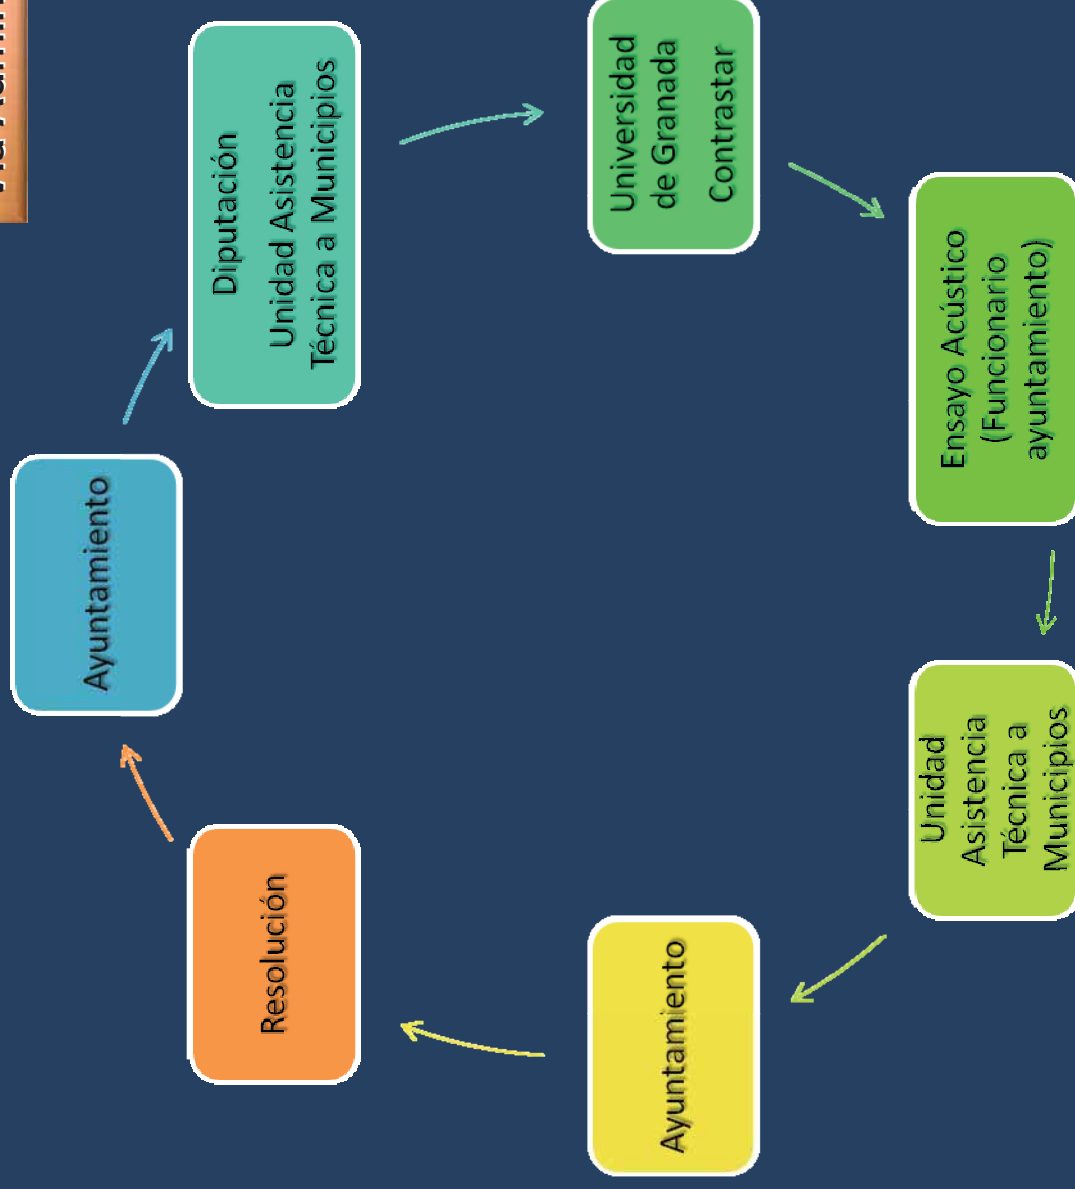 Ayuntamiento
Diputación
Unidad Asistencia
Técnica a Municipios
Universidad
de Granada
Contrastar
Ensayo Acústico
(Funcionario
ayuntamiento)
Unidad
Asistencia
Técnica a
Municipios
Ayuntamiento
Resolución